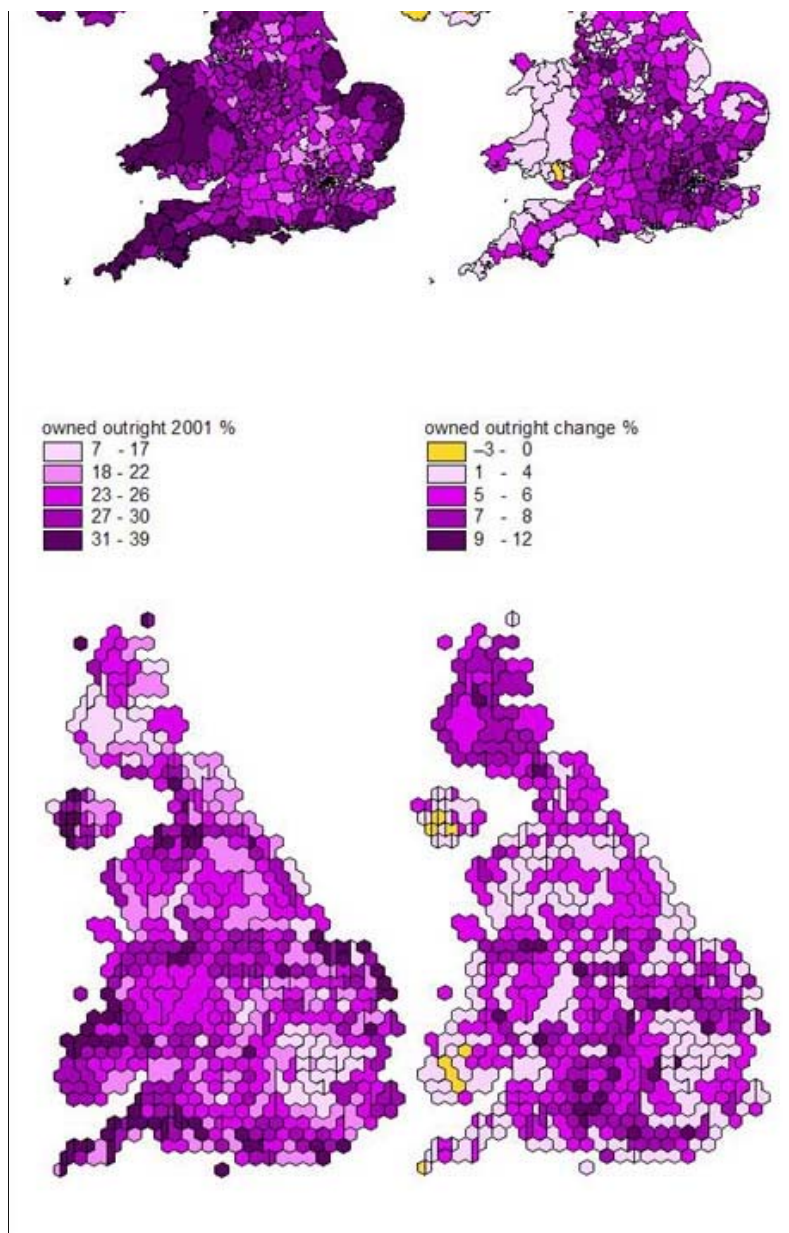 owned outright 2001 %
7 - 17
18 - 22
23 - 26
27 - 30
31 - 39
owned outright change %
–3 - 0
1 - 4
5 - 6
7 - 8
9 - 12